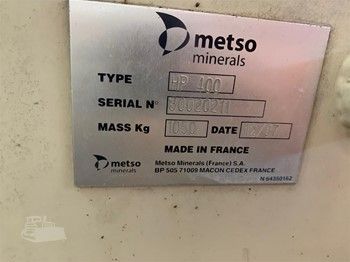 metso
minerals
TYPE HP 400
SERIAL N°
MASS Kg DATE
MADE IN FRANCE
metso
minerals
Metso Minerals (France) S.A.
BP 505 71009 MACON CEDEX FRANCE